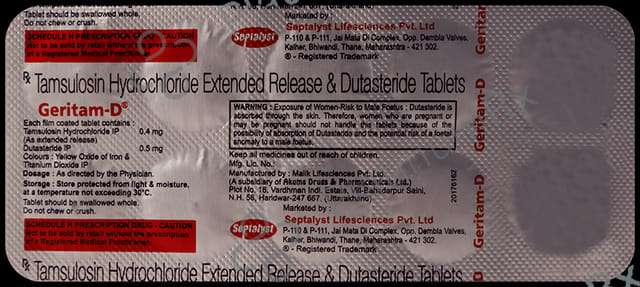 Tablet should be swallowed whole.
Do not chew or crush.
SCHEDULE H PRESCRIPTION DRUG - CAUTION
Not to be sold by retail without the prescription
of a Registered Medical Practitioner.
Marketed by :
Septalyst
Septalyst Lifesciences Pvt. Ltd
P-110 & P-111, Jai Mata Di Complex, Opp. Dembla Valves,
Kalher, Bhiwandi, Thane, Maharashtra - 421 302.
® - Registered Trademark
Rx Tamsulosin Hydrochloride Extended Release & Dutasteride Tablets
Geritam-D®
Each film coated tablet contains :
Tamsulosin Hydrochloride IP 0.4 mg
(As extended release)
Dutasteride IP 0.5 mg
Colours : Yellow Oxide of Iron &
Titanium Dioxide IP
Dosage : As directed by the Physician.
Storage : Store protected from light & moisture,
at a temperature not exceeding 30°C.
Tablet should be swallowed whole.
Do not chew or crush.
WARNING : Exposure of Women-Risk to Male Foetus : Dutasteride is
absorbed through the skin. Therefore, women who are pregnant or
may be pregnant should not handle this tablets because of the
possibility of absorption of Dutasteride and the potential risk of a foetal
anomaly to a male foetus.
Keep all medicines out of reach of children.
Mfg. Lic. No.:
Manufactured by : Malik Lifesciences Pvt. Ltd.
(A subsidiary of Akums Drugs & Pharmaceuticals Ltd.)
Plot No. 16, Vardhman Indl. Estate, Vill-Bahadarpur Saini,
N.H. 58, Haridwar-247 667. (Uttarakhand)
Marketed by :
SCHEDULE H PRESCRIPTION DRUG - CAUTION
Not to be sold by retail without the prescription
of a Registered Medical Practitioner.
Septalyst
Septalyst Lifesciences Pvt. Ltd
P-110 & P-111, Jai Mata Di Complex, Opp. Dembla Valves,
Kalher, Bhiwandi, Thane, Maharashtra - 421 302.
® - Registered Trademark
Rx Tamsulosin Hydrochloride Extended Release & Dutasteride Tablets
20176162
Geritam-D
Geritam-D
D